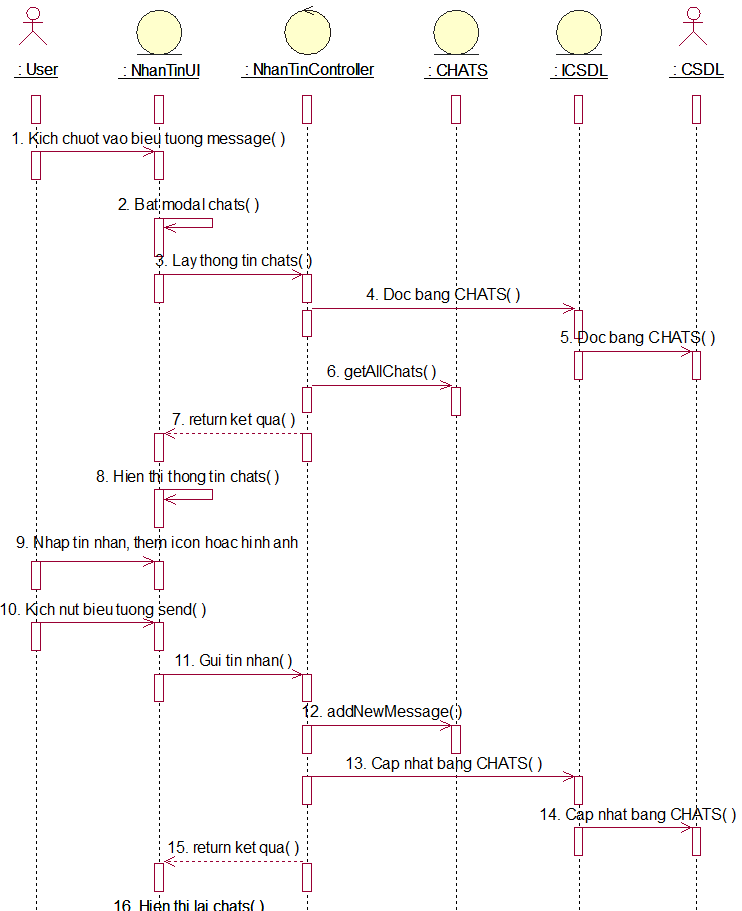 : User : NhanTinUI : NhanTinController : CHATS : ICSDL : CSDL
1. Kich chuot vao bieu tuong message( )
2. Bat modal chats( )
3. Lay thong tin chats( )
4. Doc bang CHATS( )
5. Doc bang CHATS( )
6. getAllChats( )
7. return ket qua( )
8. Hien thi thong tin chats( )
9. Nhap tin nhan, them icon hoac hinh anh
10. Kich nut bieu tuong send( )
11. Gui tin nhan( )
12. addNewMessage( )
13. Cap nhat bang CHATS( )
14. Cap nhat bang CHATS( )
15. return ket qua( )
16. Hien thi lai chats( )